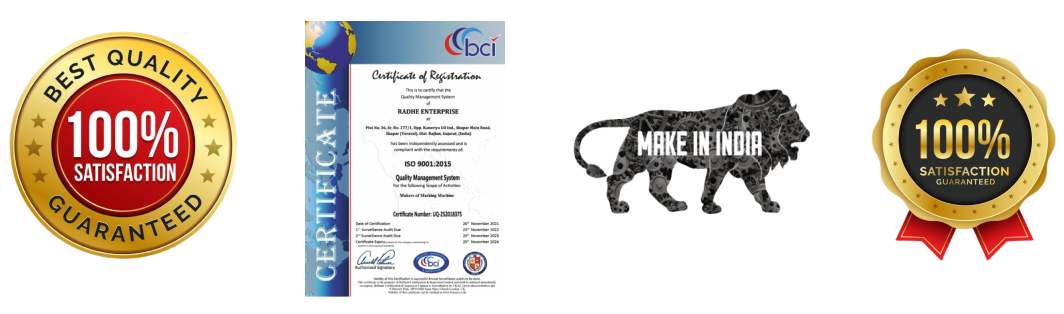 BEST QUALITY
100%
SATISFACTION
GUARANTEED
bci
CERTIFICATE
Certificate of Registration
This is to certify that the
Quality Management System
of
RADHE ENTERPRISE
at
Plot No, 36, Sr. No. 277/1, Opp. Kaneriya Oil Ind., Shapar Main Road,
Shapar (Veraval), Dist. Rajkot, Gujarat, (India)
has been independently assessed and is
compliant with the requirements of:
ISO 9001:2015
Quality Management System
For the following Scope of Activities
Makers of Marking Machine
Certificate Number: UQ-252018375
Date of Certification 26th November 2021
1st Surveillance Audit Due 25th November 2022
2nd Surveillance Audit Due 25th November 2023
Certificate Expiry 25th November 2024
Authorised Signatory
bci
MAKE IN INDIA
100%
SATISFACTION
GUARANTEED